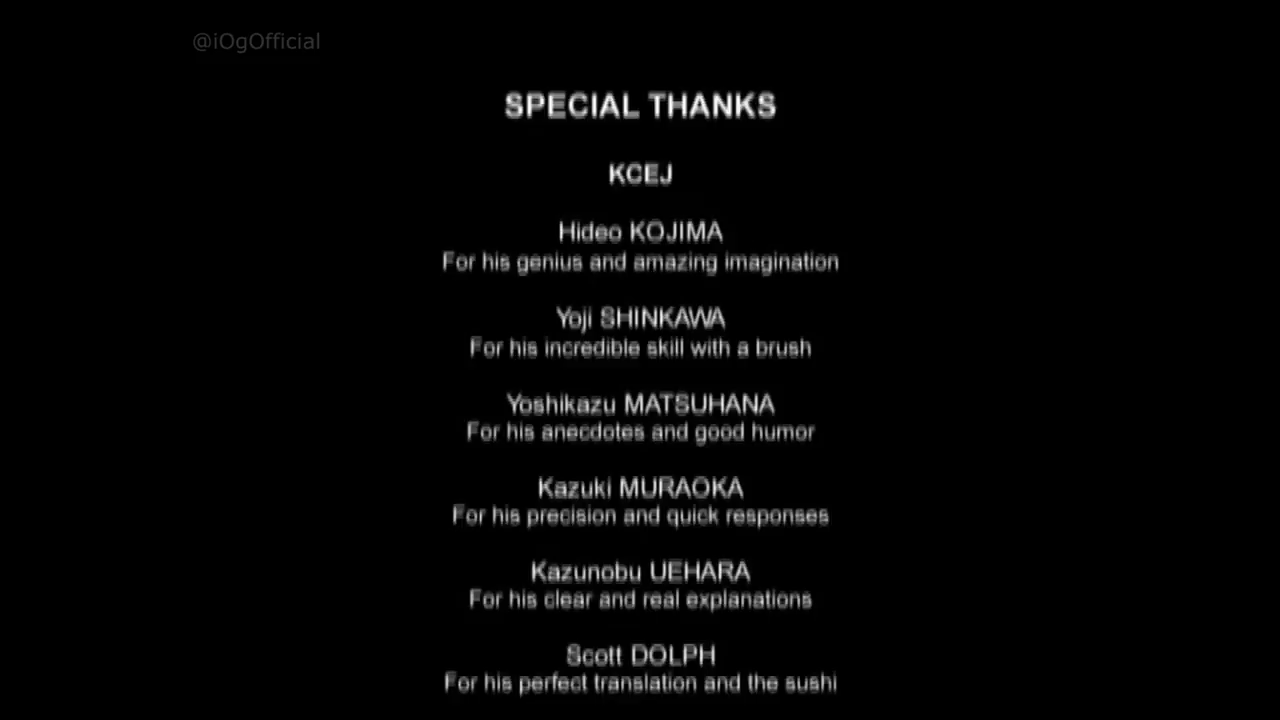 @iOgOfficial
SPECIAL THANKS
KCEJ
Hideo KOJIMA
For his genius and amazing imagination
Yoji SHINKAWA
For his incredible skill with a brush
Yoshikazu MATSUHANA
For his anecdotes and good humor
Kazuki MURAOKA
For his precision and quick responses
Kazunobu UEHARA
For his clear and real explanations
Scott DOLPH
For his perfect translation and the sushi